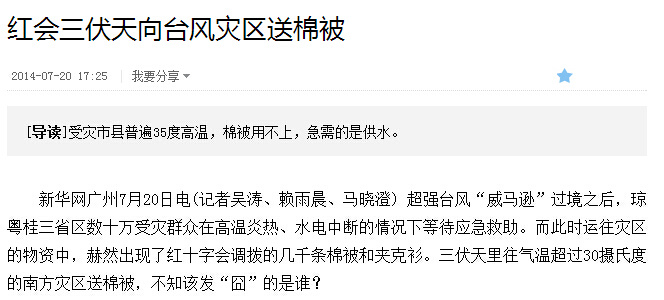 红会三伏天向台风灾区送棉被
2014-07-20 17:25 我要分享
[导读]受灾市县普遍35度高温，棉被用不上，急需的是供水。
新华网广州7月20日电(记者吴涛、赖雨晨、马晓澄) 超强台风“威马逊”过境之后，琼
粤桂三省区数十万受灾群众在高温炎热、水电中断的情况下等待应急救助。而此时运往灾区
的物资中，赫然出现了红十字会调拨的几千条棉被和夹克衫。三伏天里往气温超过30摄氏度
的南方灾区送棉被，不知该发“囧”的是谁？